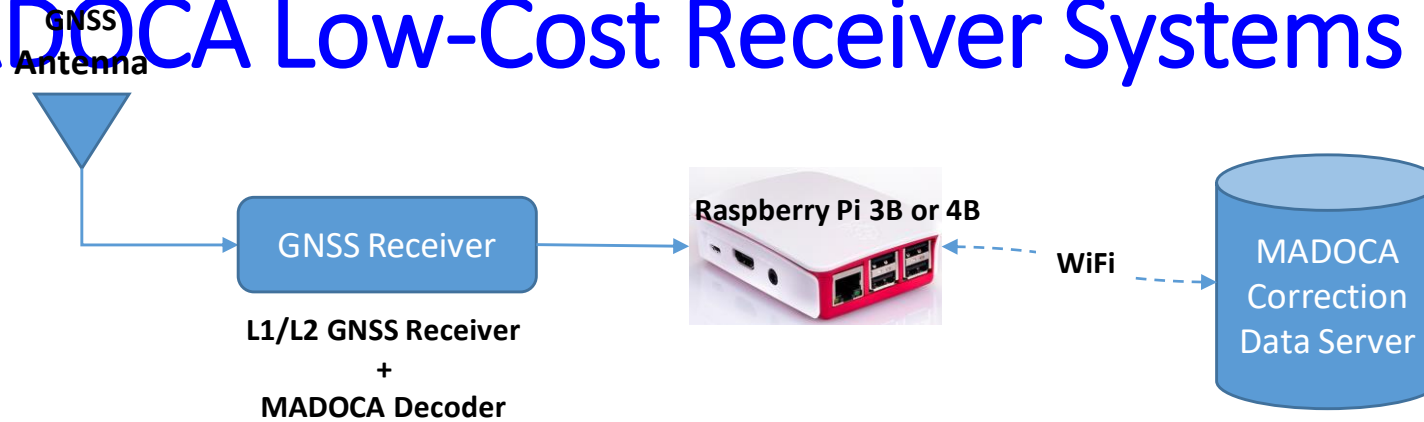 DOCA Low-Cost Receiver Systems
GNSS
Antenna
GNSS Receiver
L1/L2 GNSS Receiver
+
MADOCA Decoder
Raspberry Pi 3B or 4B
WiFi
MADOCA
Correction
Data Server